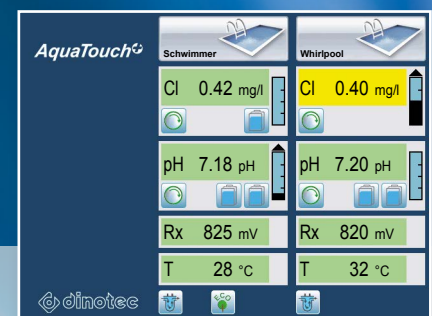 AquaTouch
Schwimmer
Whirlpool
Cl 0.42 mg/l
Cl 0.40 mg/l
pH 7.18 pH
pH 7.20 pH
Rx 825 mV
Rx 820 mV
T 28 °C
T 32 °C
dinotec
eco